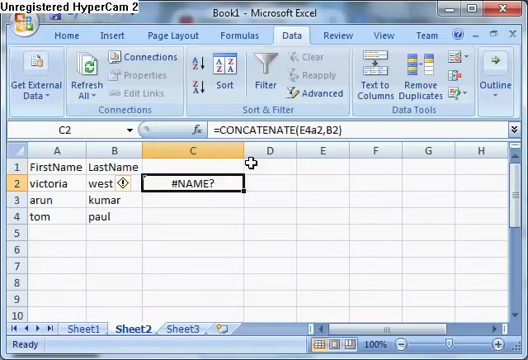 Unregistered HyperCam 2
Book1 - Microsoft Excel
Home Insert Page Layout Formulas Data Review View
Get External Data
Refresh All
Connections
Properties
Edit Links
Connections
Sort
Filter
Clear
Reapply
Advanced
Sort & Filter
Text to Columns
Remove Duplicates
Data Tools
Outline
C2 fx =CONCATENATE(E4a2,B2)
A B C D E F G H
1 FirstName LastName
2 victoria west #NAME?
3 arun kumar
4 tom paul
5
6
7
8
9
10
Sheet1 Sheet2 Sheet3
Ready 100%